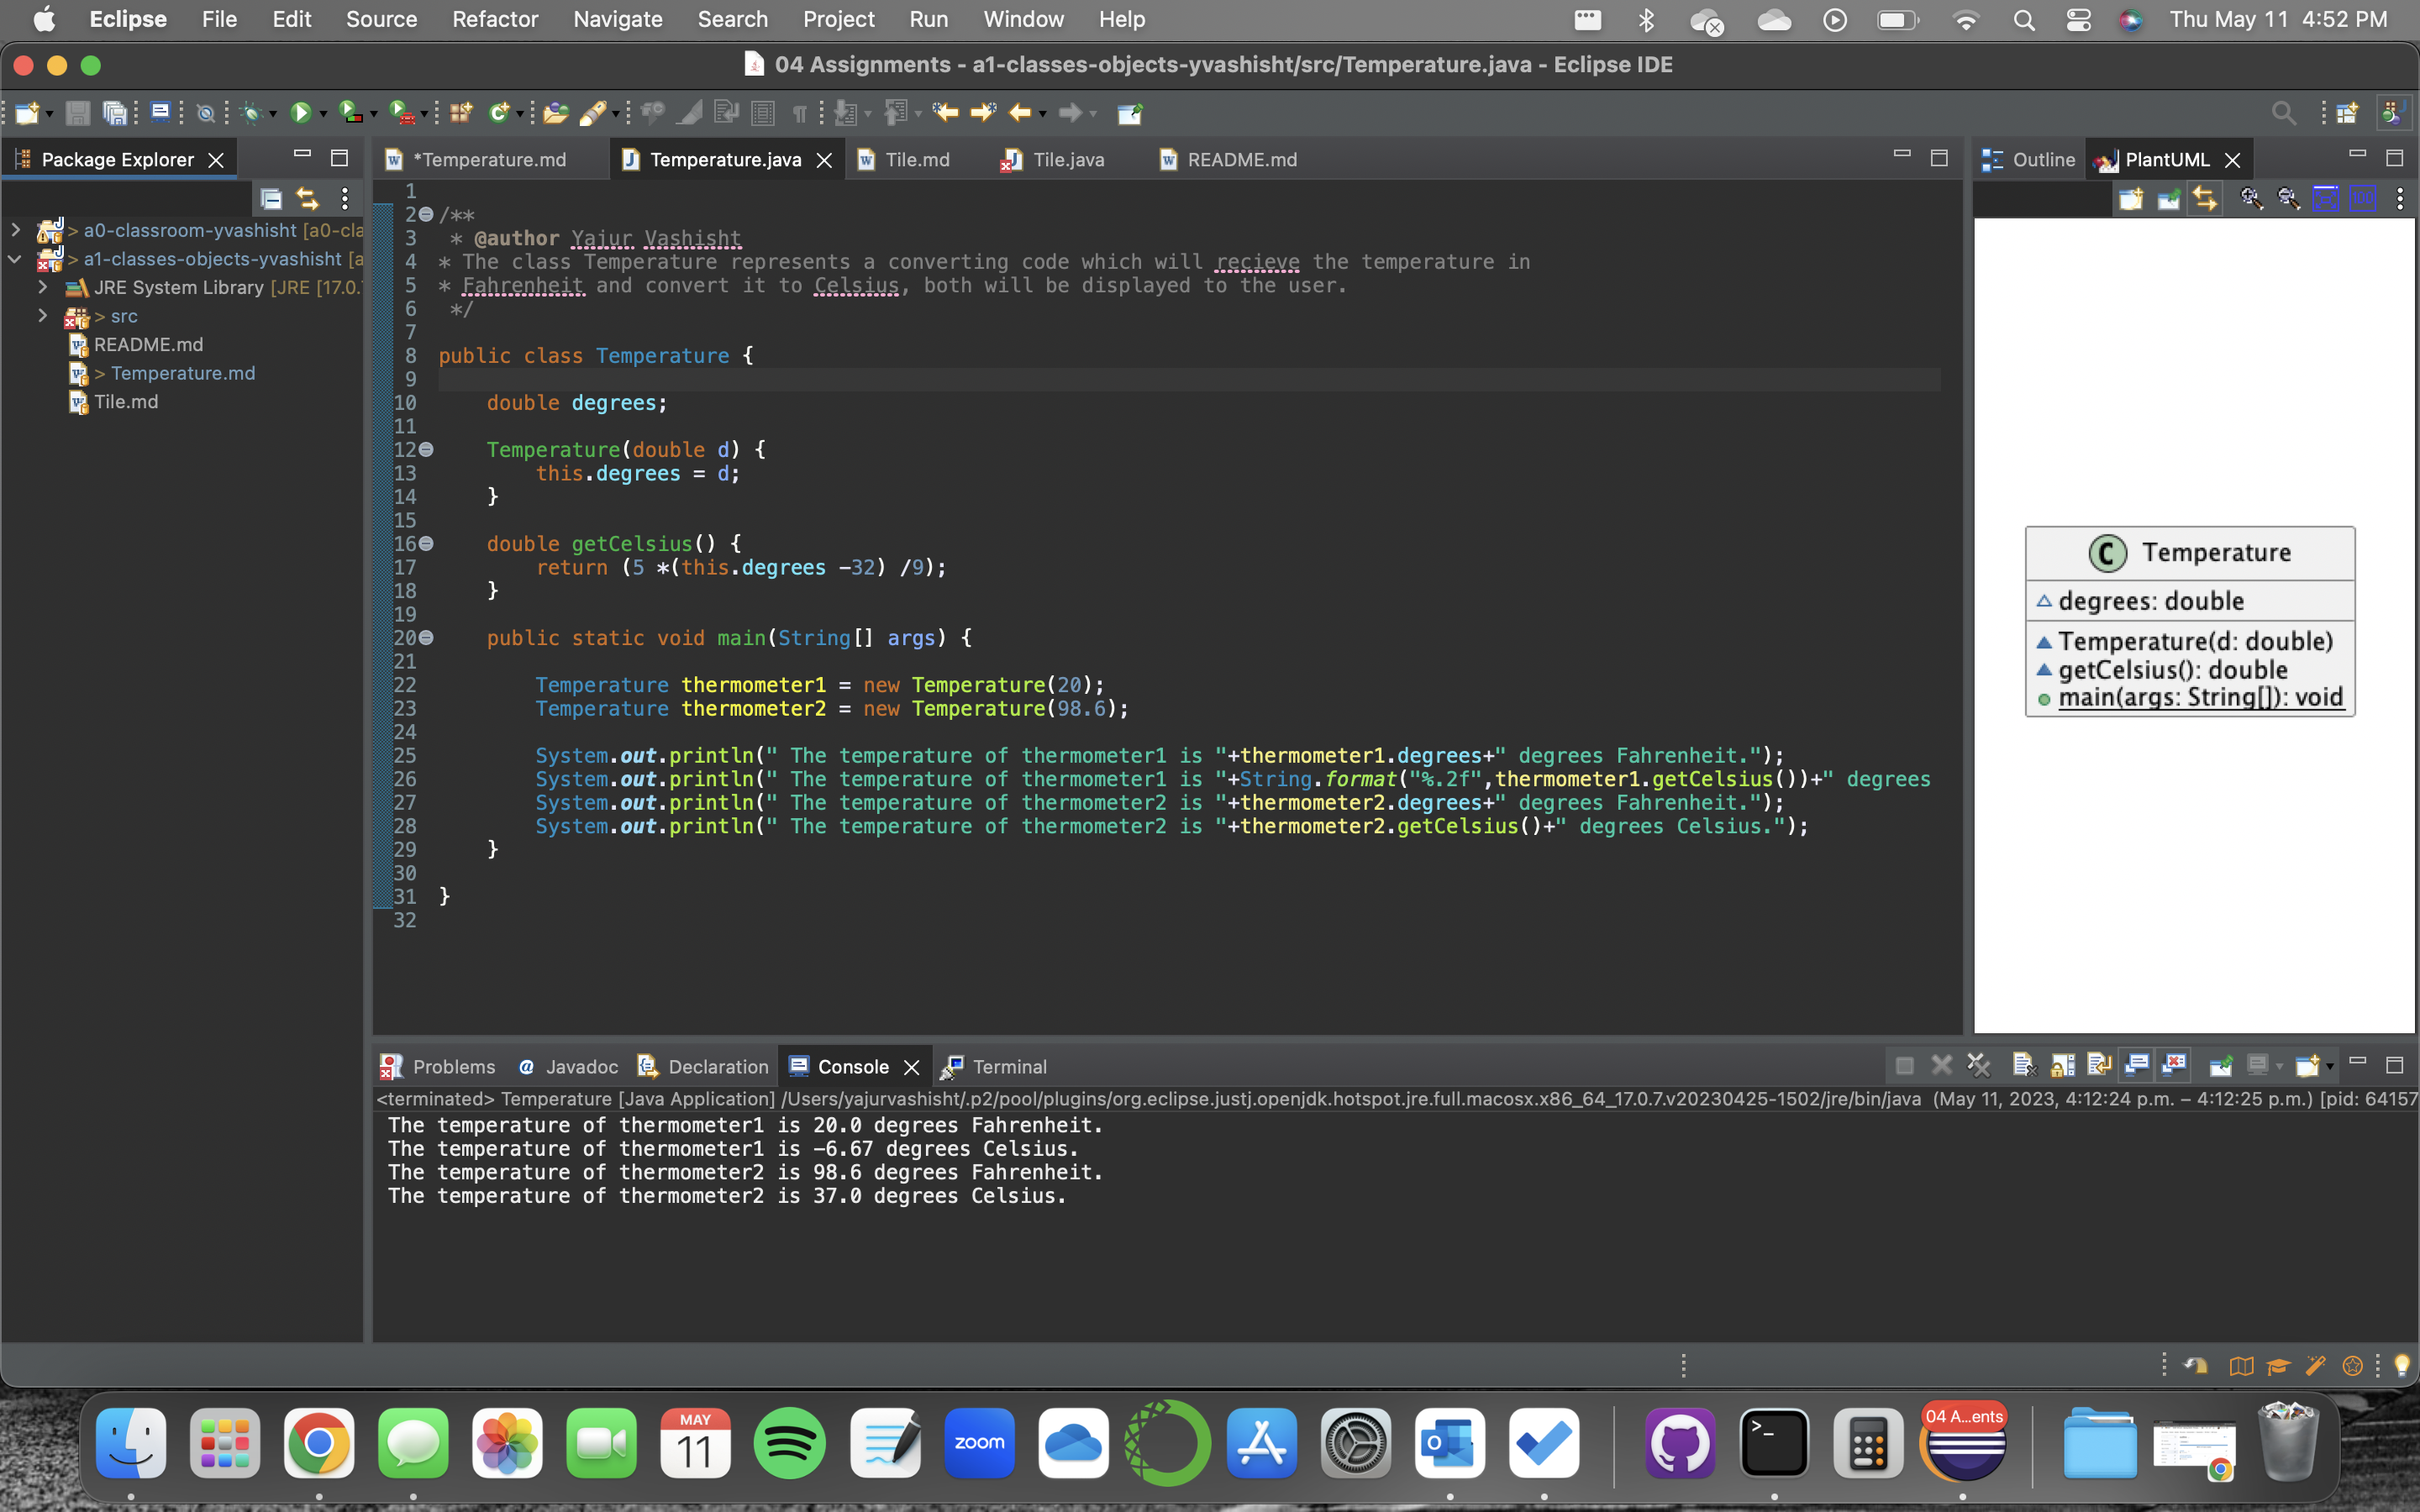 Eclipse File Edit Source Refactor Navigate Search Project Run Window Help Thu May 11 4:52 PM
04 Assignments - a1-classes-objects-yvashisht/src/Temperature.java - Eclipse IDE
Package Explorer
> a0-classroom-yvashisht [a0-cla
> a1-classes-objects-yvashisht [a
JRE System Library [JRE [17.0.
> src
README.md
> Temperature.md
Tile.md
*Temperature.md Temperature.java Tile.md Tile.java README.md
1
2 /**
3 * @author Yajur Vashisht
4 * The class Temperature represents a converting code which will recieve the temperature in
5 * Fahrenheit and convert it to Celsius, both will be displayed to the user.
6 */
7
8 public class Temperature {
9
10 double degrees;
11
12 Temperature(double d) {
13 this.degrees = d;
14 }
15
16 double getCelsius() {
17 return (5 *(this.degrees -32) /9);
18 }
19
20 public static void main(String[] args) {
21
22 Temperature thermometer1 = new Temperature(20);
23 Temperature thermometer2 = new Temperature(98.6);
24
25 System.out.println(" The temperature of thermometer1 is "+thermometer1.degrees+" degrees Fahrenheit.");
26 System.out.println(" The temperature of thermometer1 is "+String.format("%.2f",thermometer1.getCelsius())+" degrees
27 System.out.println(" The temperature of thermometer2 is "+thermometer2.degrees+" degrees Fahrenheit.");
28 System.out.println(" The temperature of thermometer2 is "+thermometer2.getCelsius()+" degrees Celsius.");
29 }
30
31 }
32
Outline PlantUML
100
C Temperature
degrees: double
Temperature(d: double)
getCelsius(): double
main(args: String[]): void
Problems Javadoc Declaration Console Terminal
<terminated> Temperature [Java Application] /Users/yajurvashisht/.p2/pool/plugins/org.eclipse.justj.openjdk.hotspot.jre.full.macosx.x86_64_17.0.7.v20230425-1502/jre/bin/java (May 11, 2023, 4:12:24 p.m. – 4:12:25 p.m.) [pid: 64157
The temperature of thermometer1 is 20.0 degrees Fahrenheit.
The temperature of thermometer1 is -6.67 degrees Celsius.
The temperature of thermometer2 is 98.6 degrees Fahrenheit.
The temperature of thermometer2 is 37.0 degrees Celsius.
MAY
11
zoom
04 A...ents